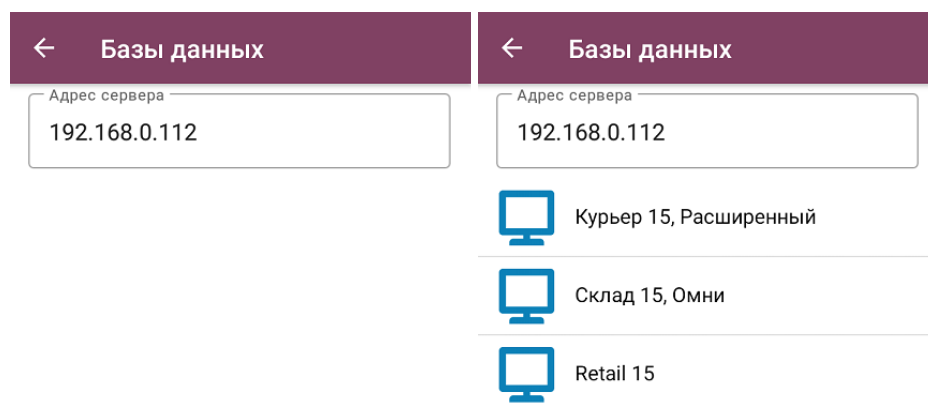 Базы данных
Адрес сервера
192.168.0.112
Базы данных
Адрес сервера
192.168.0.112
Курьер 15, Расширенный
Склад 15, Омни
Retail 15